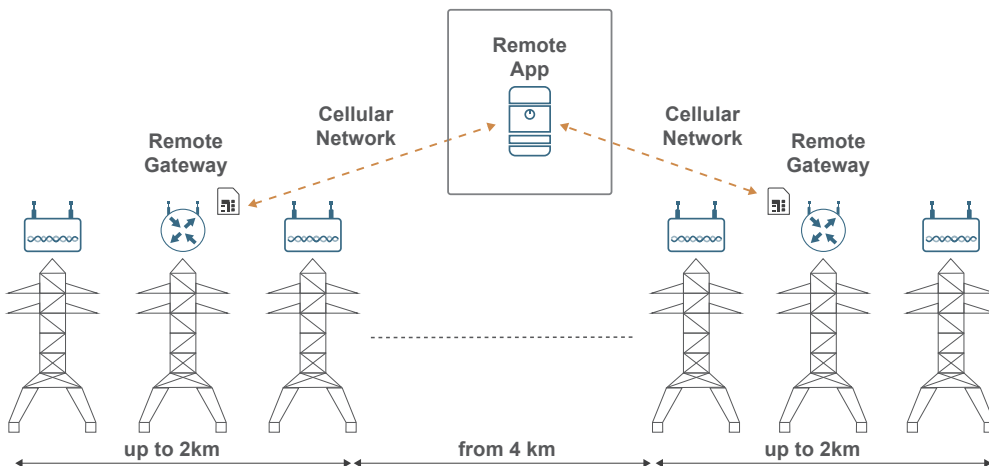 Remote
App
Cellular
Network
Cellular
Network
Remote
Gateway
Remote
Gateway
up to 2km
from 4 km
up to 2km